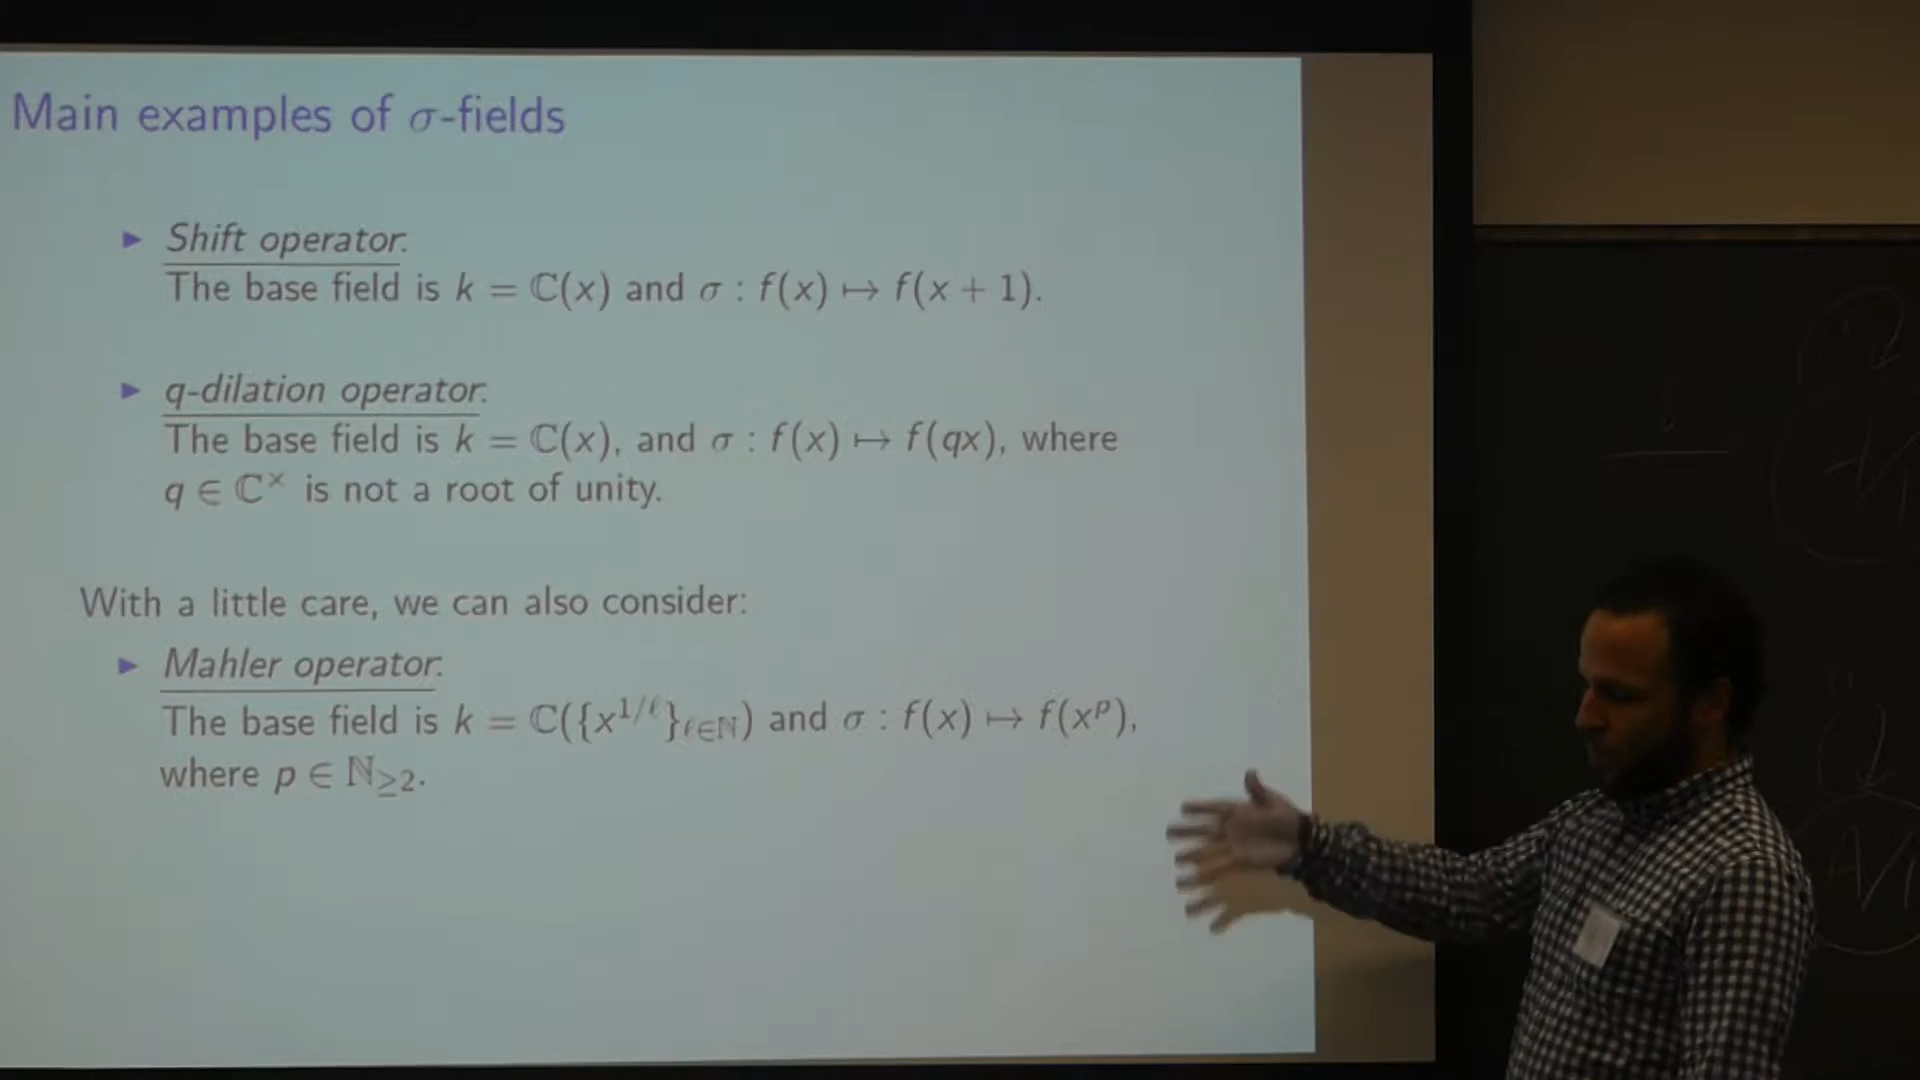 Main examples of σ-fields
▶ Shift operator.
The base field is k = ℂ(x) and σ : f(x) ↦ f(x + 1).
▶ q-dilation operator.
The base field is k = ℂ(x), and σ : f(x) ↦ f(qx), where
q ∈ ℂ× is not a root of unity.
With a little care, we can also consider:
▶ Mahler operator.
The base field is k = ℂ({x^{1/ℓ}}_{ℓ∈ℕ}) and σ : f(x) ↦ f(x^p),
where p ∈ ℕ≥2.